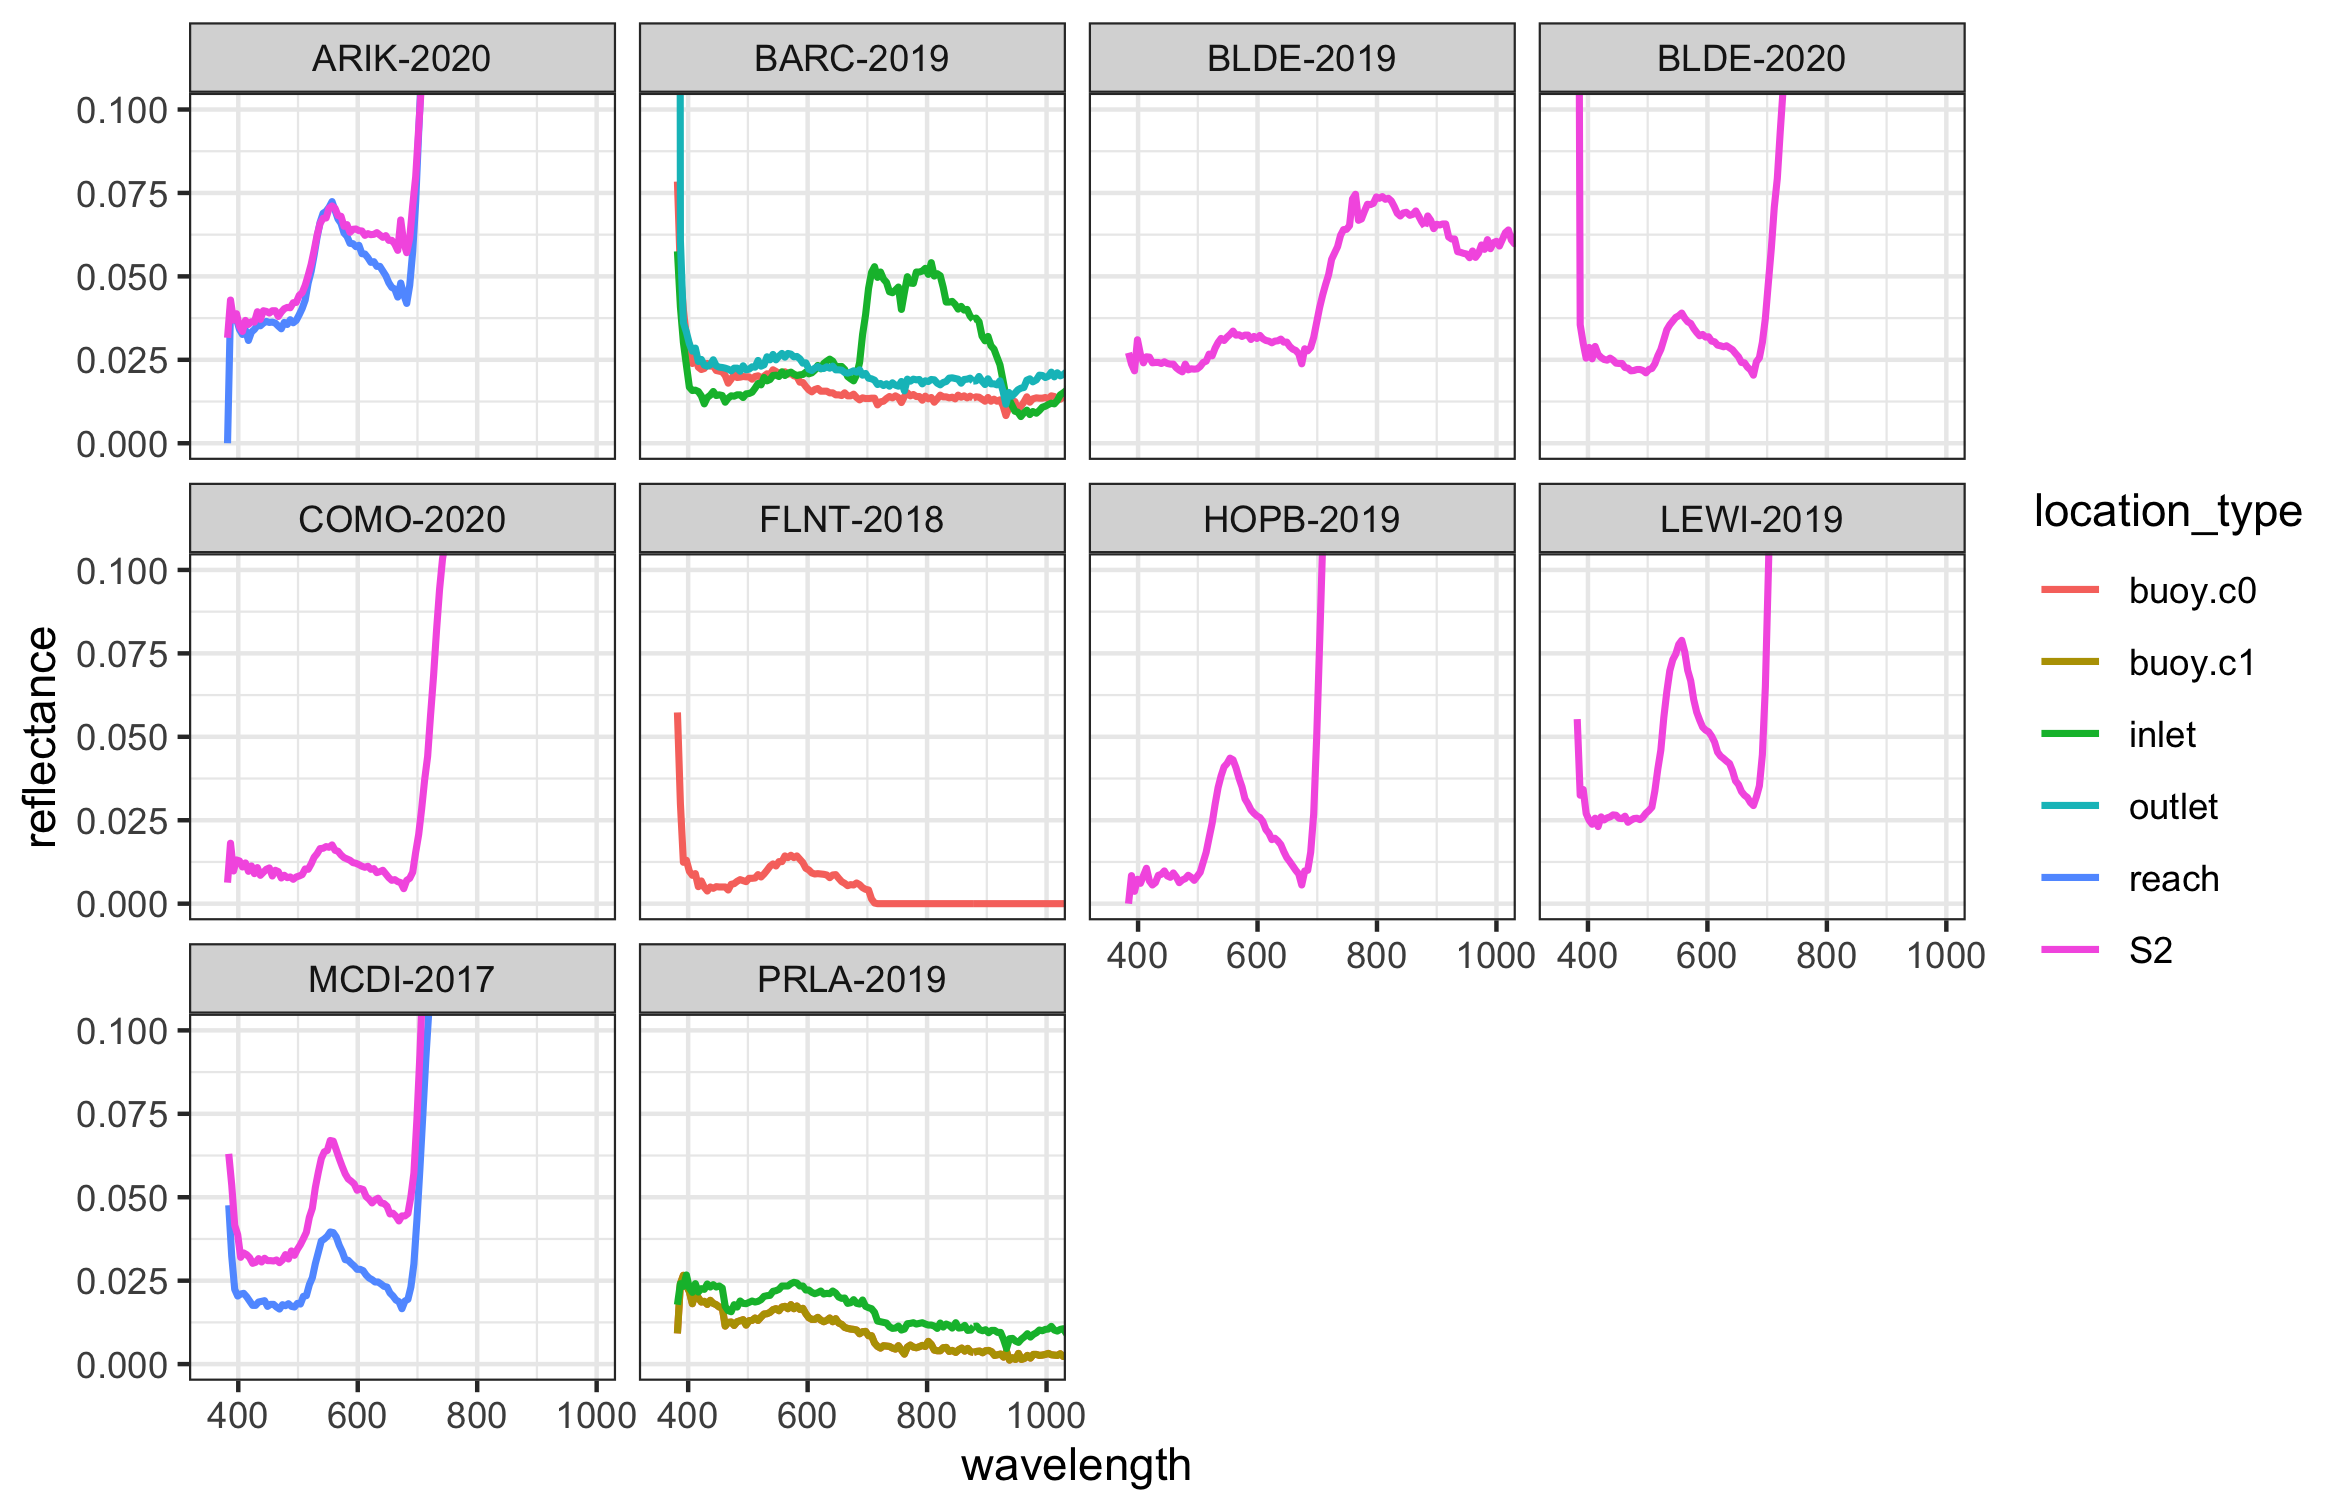 ARIK-2020 BARC-2019 BLDE-2019 BLDE-2020
0.100
0.075
0.050
0.025
0.000
COMO-2020 FLNT-2018 HOPB-2019 LEWI-2019
0.100
0.075
0.050
0.025
0.000
400 600 800 1000 400 600 800 1000
MCDI-2017 PRLA-2019
0.100
0.075
0.050
0.025
0.000
400 600 800 1000 400 600 800 1000
wavelength
reflectance
location_type
buoy.c0
buoy.c1
inlet
outlet
reach
S2